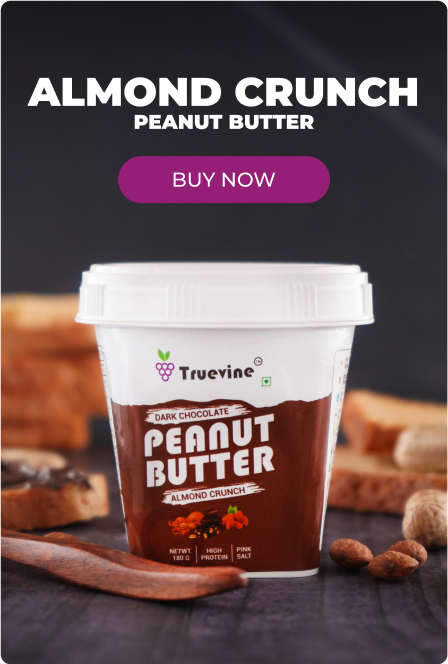 ALMOND CRUNCH
PEANUT BUTTER
BUY NOW
Truevine
DARK CHOCOLATE
PEANUT
BUTTER
ALMOND CRUNCH
NETWT. 180 G
HIGH PROTEIN
PINK SALT